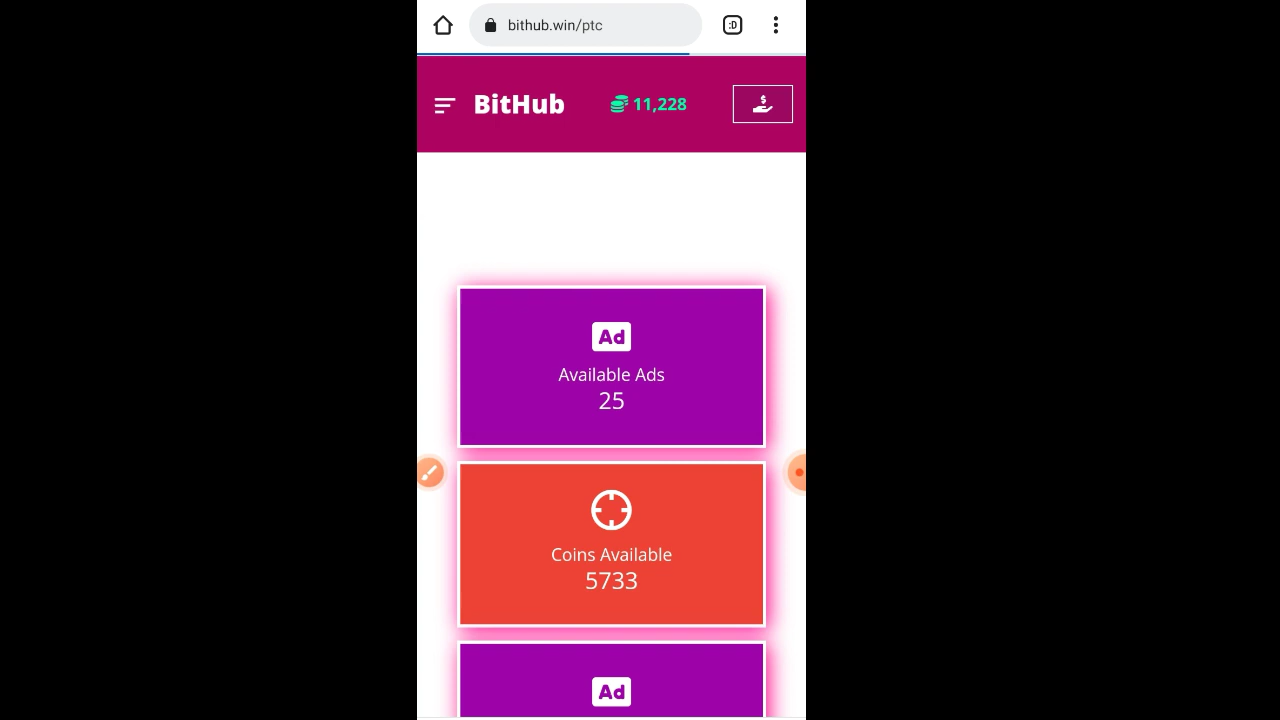 bithub.win/ptc
:D
BitHub
11,228
Ad
Available Ads
25
Coins Available
5733
Ad